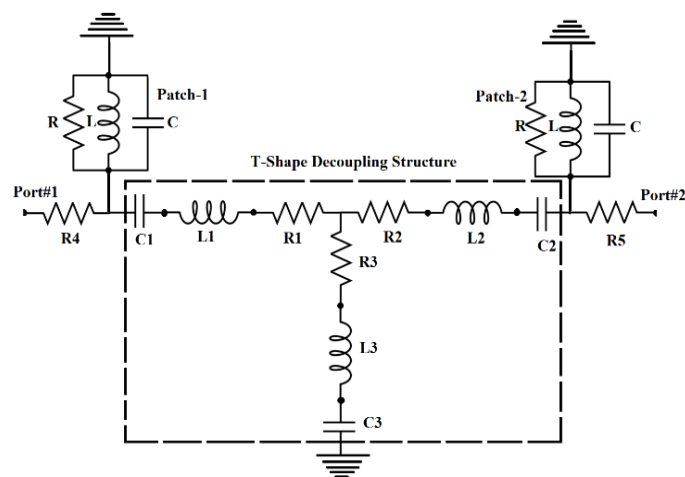 Patch-1
R
L
C
Patch-2
R
L
C
T-Shape Decoupling Structure
Port#1
Port#2
R4
C1
L1
R1
R2
L2
C2
R5
R3
L3
C3